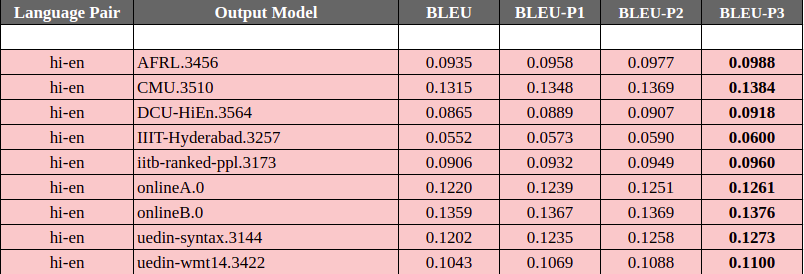 Language Pair Output Model BLEU BLEU-P1 BLEU-P2 BLEU-P3
hi-en AFRL.3456 0.0935 0.0958 0.0977 0.0988
hi-en CMU.3510 0.1315 0.1348 0.1369 0.1384
hi-en DCU-HiEn.3564 0.0865 0.0889 0.0907 0.0918
hi-en IIIT-Hyderabad.3257 0.0552 0.0573 0.0590 0.0600
hi-en iitb-ranked-ppl.3173 0.0906 0.0932 0.0949 0.0960
hi-en onlineA.0 0.1220 0.1239 0.1251 0.1261
hi-en onlineB.0 0.1359 0.1367 0.1369 0.1376
hi-en uedin-syntax.3144 0.1202 0.1235 0.1258 0.1273
hi-en uedin-wmt14.3422 0.1043 0.1069 0.1088 0.1100